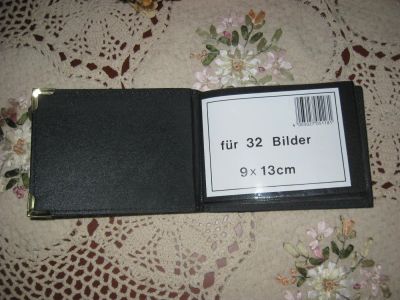 für 32 Bilder
9 x 13cm